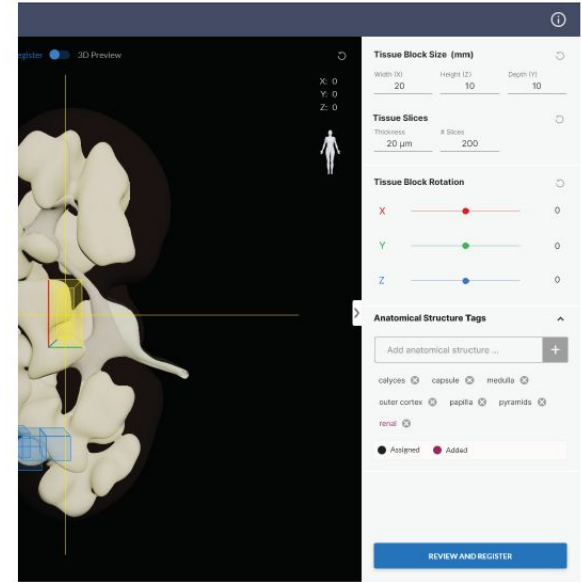 egister 3D Preview
X: 0
Y: 0
Z: 0
Tissue Block Size (mm)
Width (X) Height (Z) Depth (Y)
20 10 10
Tissue Slices
Thickness # Slices
20 µm 200
Tissue Block Rotation
X 0
Y 0
Z 0
Anatomical Structure Tags
Add anatomical structure ... +
calyces capsule medulla
outer cortex papilla pyramids
renal
Assigned Added
REVIEW AND REGISTER